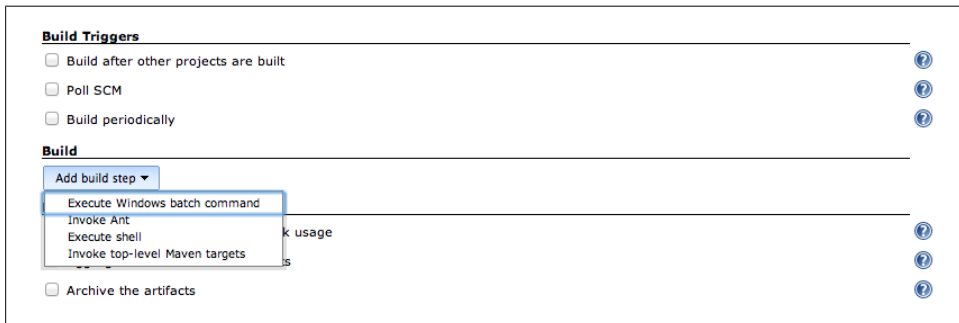 Build Triggers
Build after other projects are built
Poll SCM
Build periodically
Build
Add build step
Execute Windows batch command
Invoke Ant
Execute shell
Invoke top-level Maven targets
usage
Archive the artifacts